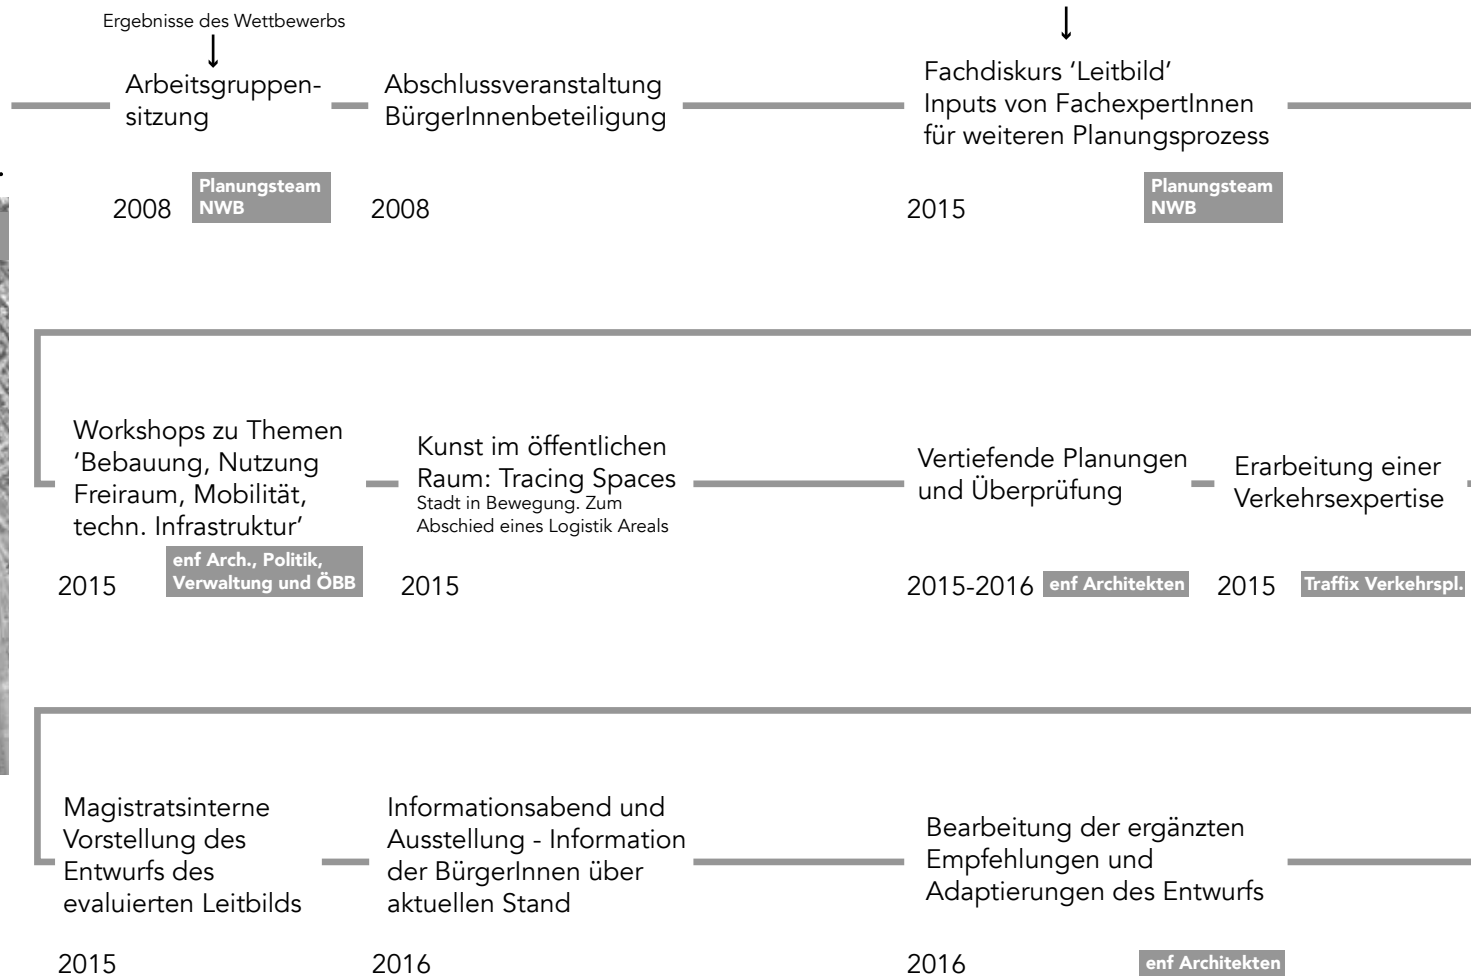 Ergebnisse des Wettbewerbs
Arbeitsgruppen-
sitzung
2008
Planungsteam
NWB
Abschlussveranstaltung
BürgerInnenbeteiligung
2008
Fachdiskurs ‘Leitbild’
Inputs von FachexpertInnen
für weiteren Planungsprozess
2015
Planungsteam
NWB
Workshops zu Themen
‘Bebauung, Nutzung
Freiraum, Mobilität,
techn. Infrastruktur’
2015
enf Arch., Politik,
Verwaltung und ÖBB
Kunst im öffentlichen
Raum: Tracing Spaces
Stadt in Bewegung. Zum
Abschied eines Logistik Areals
2015
Vertiefende Planungen
und Überprüfung
2015-2016
enf Architekten
Erarbeitung einer
Verkehrsexpertise
2015
Traffix Verkehrspl.
Magistratsinterne
Vorstellung des
Entwurfs des
evaluierten Leitbilds
2015
Informationsabend und
Ausstellung - Information
der BürgerInnen über
aktuellen Stand
2016
Bearbeitung der ergänzten
Empfehlungen und
Adaptierungen des Entwurfs
2016
enf Architekten